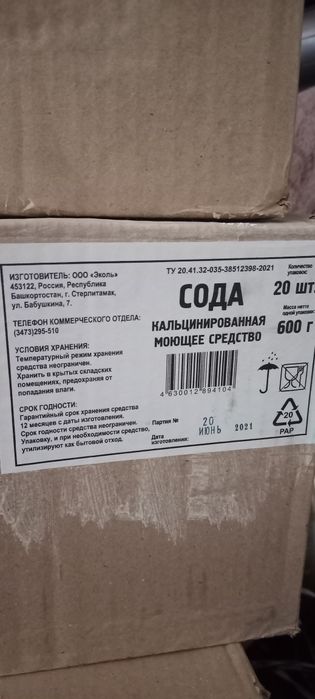 ИЗГОТОВИТЕЛЬ: ООО «Эколь»
453122, Россия, Республика
Башкортостан, г. Стерлитамак,
ул. Бабушкина, 7.
ТЕЛЕФОН КОММЕРЧЕСКОГО ОТДЕЛА:
(3473)295-510
УСЛОВИЯ ХРАНЕНИЯ:
Температурный режим хранения
средства неограничен.
Хранить в крытых складских
помещениях, предохраняя от
попадания влаги.
СРОК ГОДНОСТИ:
Гарантийный срок хранения средства
12 месяцев с даты изготовления.
Срок годности средства неограничен.
Упаковку, и при необходимости средство,
утилизируют как бытовой отход.
ТУ 20.41.32-035-38512398-2021
СОДА
КАЛЬЦИНИРОВАННАЯ
МОЮЩЕЕ СРЕДСТВО
4 630012 894104
Партия №
20
Дата
изготовления:
ИЮНЬ 2021
Количество
упаковок:
20 шт.
Масса нетто
одной упаковки:
600 г
20
PAP